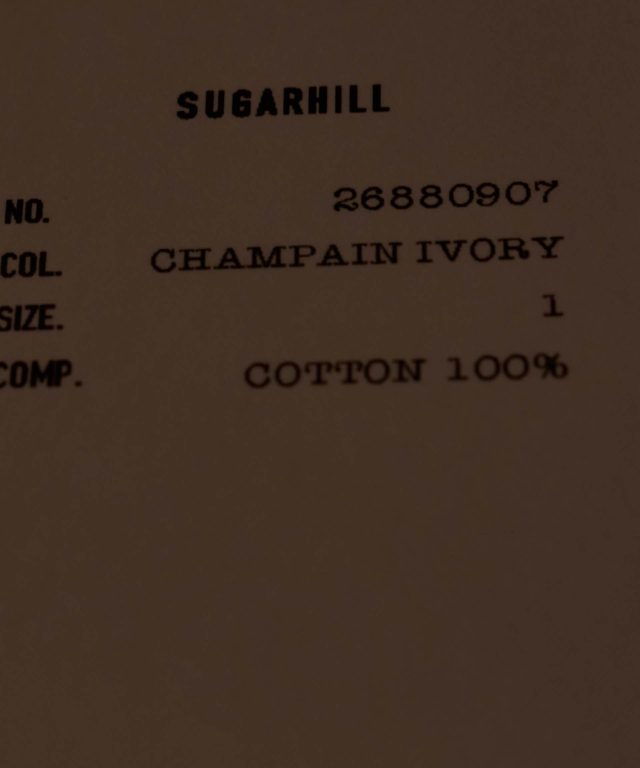 SUGARHILL
NO. 26880907
COL. CHAMPAIN IVORY
SIZE. 1
COMP. COTTON 100%